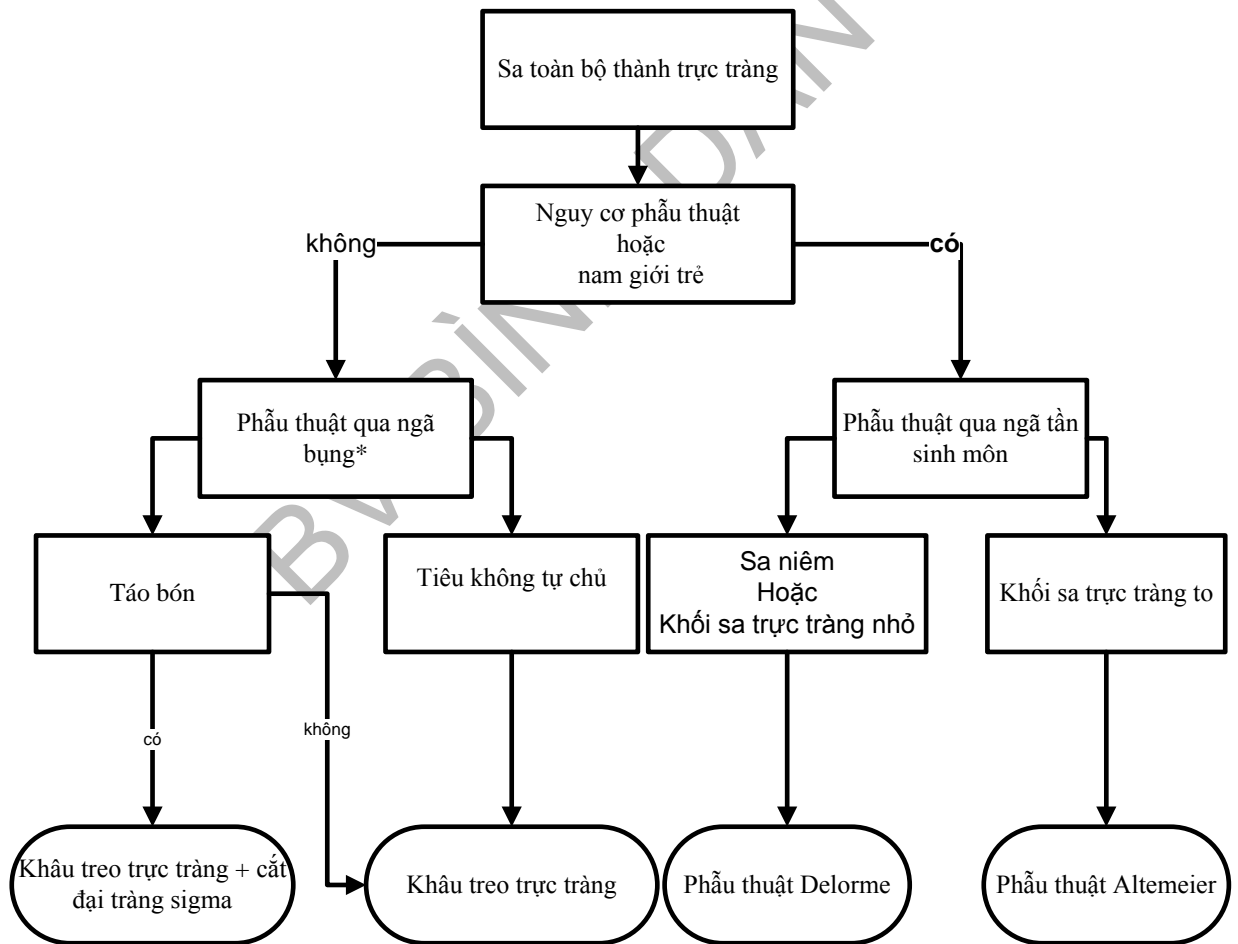 Sa toàn bộ thành trực tràng
Nguy cơ phẫu thuật
hoặc
nam giới trẻ
không
có
Phẫu thuật qua ngã
bụng*
Phẫu thuật qua ngã tần
sinh môn
Táo bón
Tiêu không tự chủ
Sa niêm
Hoặc
Khối sa trực tràng nhỏ
Khối sa trực tràng to
có
không
Khâu treo trực tràng + cắt
đại tràng sigma
Khâu treo trực tràng
Phẫu thuật Delorme
Phẫu thuật Altemeier